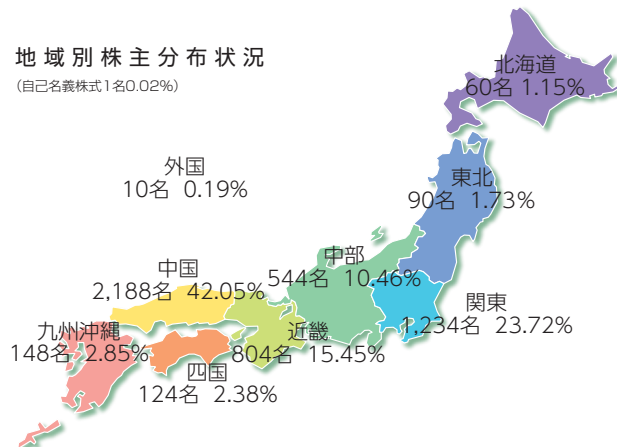 地域別株主分布状況
(自己名義株式1名0.02%)
北海道
60名 1.15%
外国
10名 0.19%
東北
90名 1.73%
中部
544名 10.46%
中国
2,188名 42.05%
関東
1,234名 23.72%
九州沖縄
148名 2.85%
近畿
804名 15.45%
四国
124名 2.38%